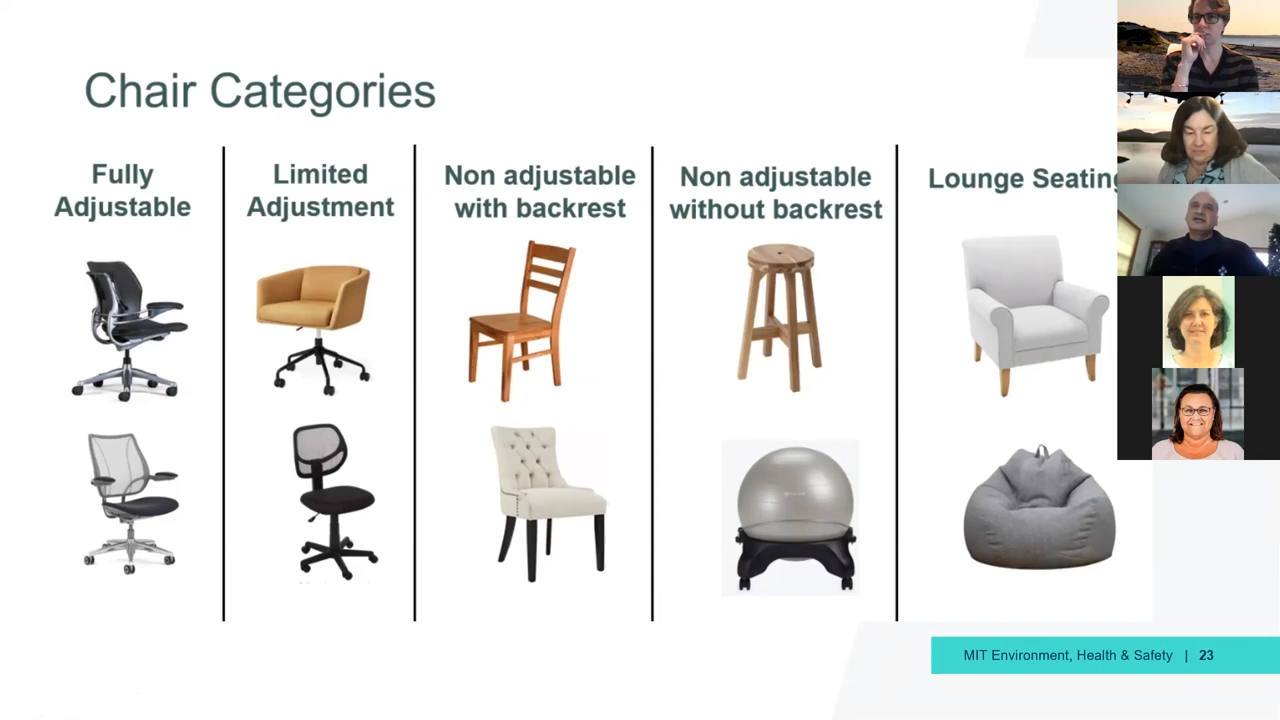 Chair Categories
Fully
Adjustable
Limited
Adjustment
Non adjustable
with backrest
Non adjustable
without backrest
Lounge Seating
MIT Environment, Health & Safety | 23